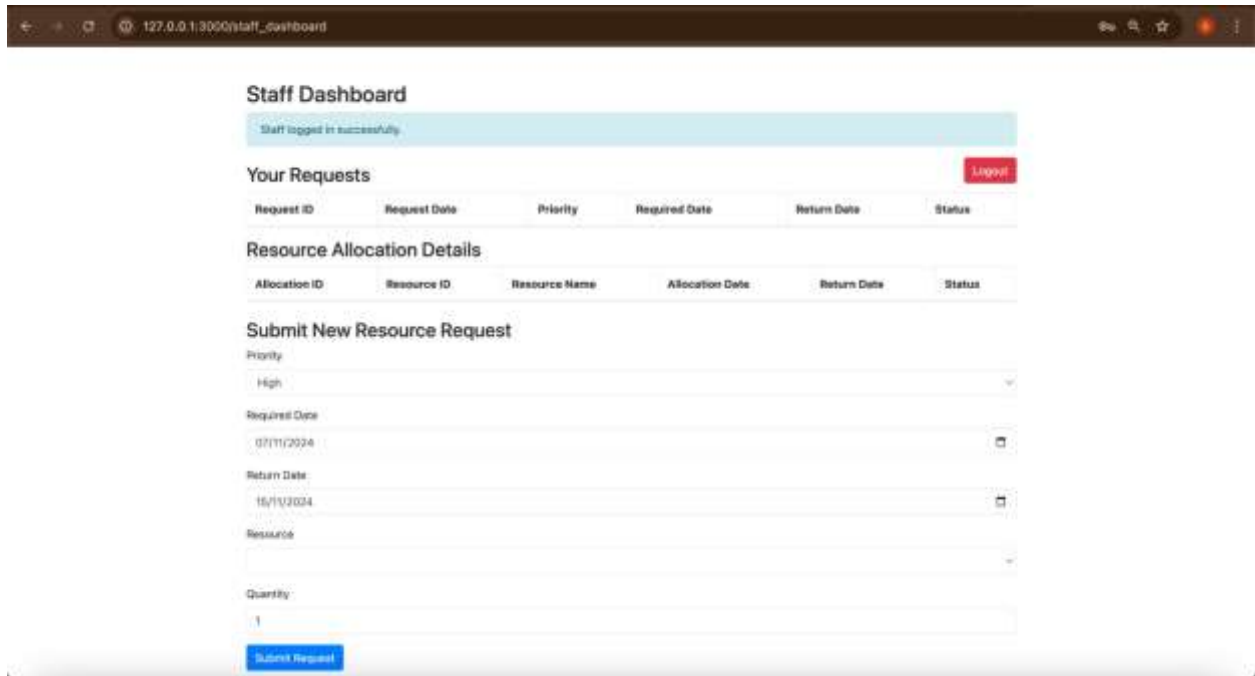 127.0.0.1:3000/staff_dashboard
Staff Dashboard
Staff logged in successfully.
Your Requests
Logout
Request ID Request Date Priority Required Date Return Date Status
Resource Allocation Details
Allocation ID Resource ID Resource Name Allocation Date Return Date Status
Submit New Resource Request
Priority
High
Required Date
07/11/2024
Return Date
/11/2024
Resource
Quantity
1
Submit Request